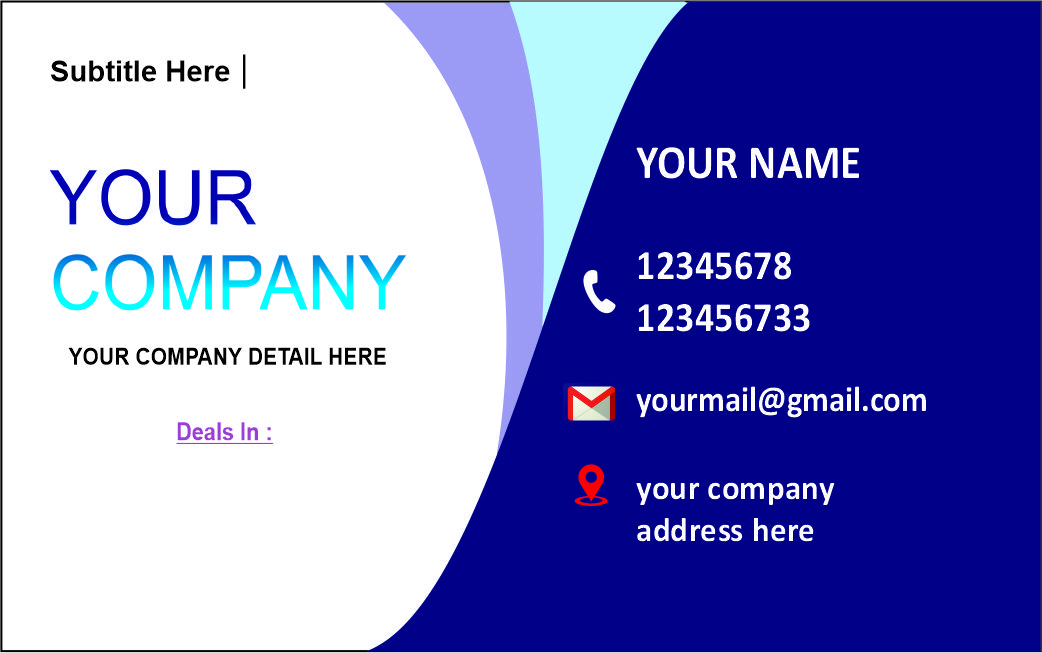 Subtitle Here |
YOUR
COMPANY
YOUR COMPANY DETAIL HERE
Deals In :
YOUR NAME
12345678
123456733
yourmail@gmail.com
your company
address here